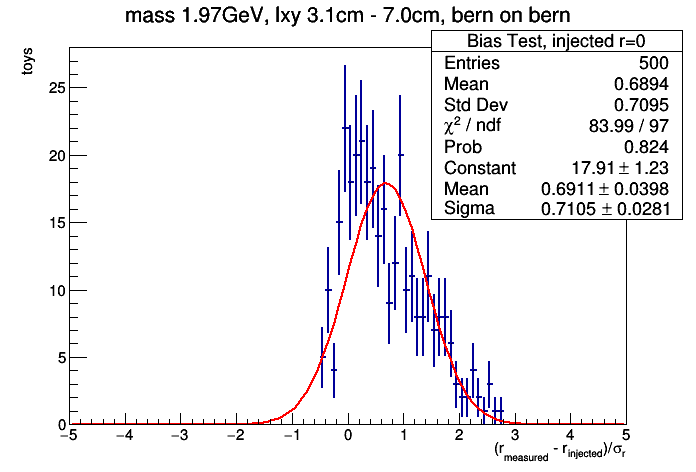 mass 1.97GeV, lxy 3.1cm - 7.0cm, bern on bern
Bias Test, injected r=0
Entries 500
Mean 0.6894
Std Dev 0.7095
χ² / ndf 83.99 / 97
Prob 0.824
Constant 17.91 ± 1.23
Mean 0.6911 ± 0.0398
Sigma 0.7105 ± 0.0281
toys
25
20
15
10
5
0
−5 −4 −3 −2 −1 0 1 2 3 4 5
(r_measured - r_injected)/σ_r